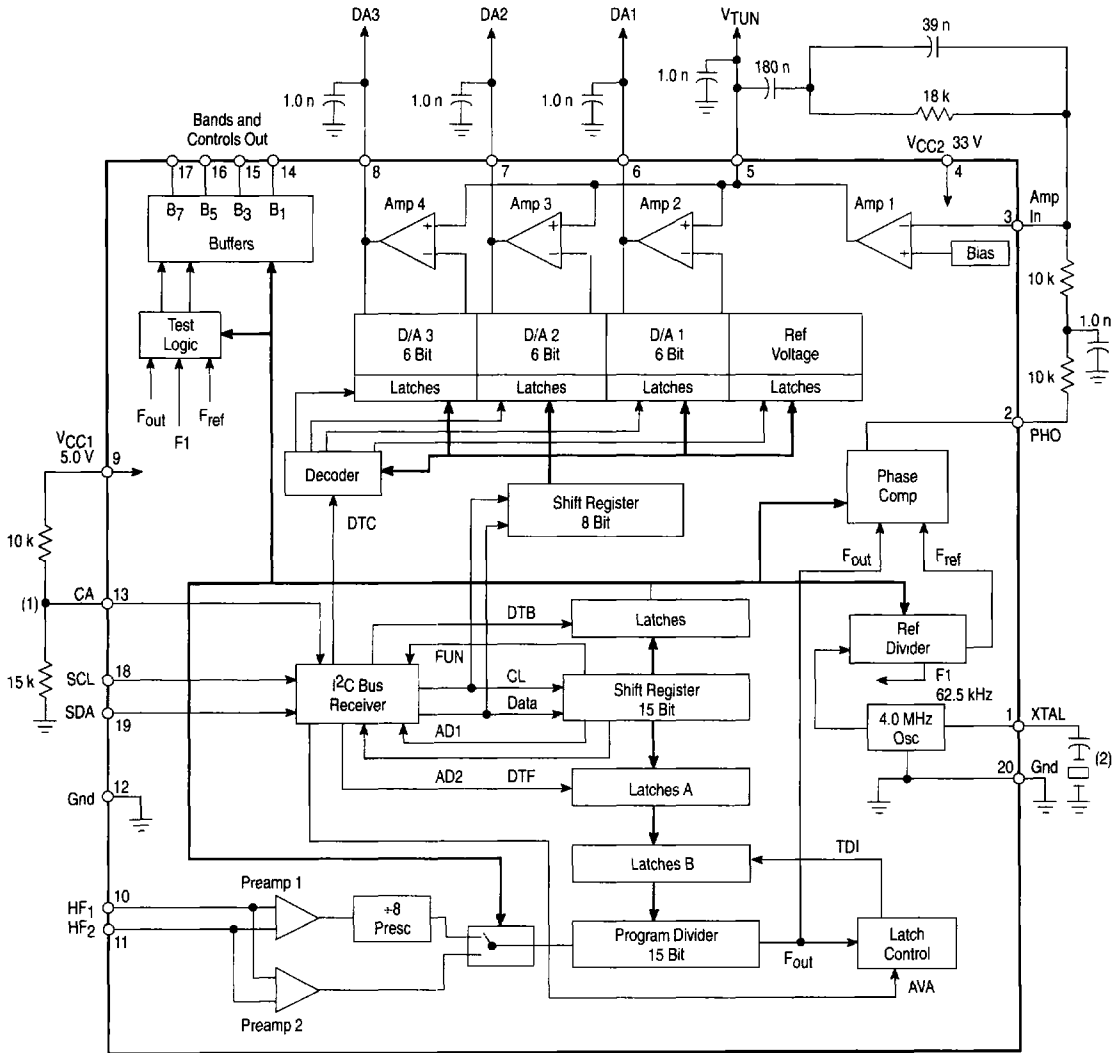 DA3
DA2
DA1
VTUN
39 n
180 n
18 k
1.0 n
1.0 n
1.0 n
1.0 n
Bands and
Controls Out
17
16
15
14
8
7
6
5
VCC2 33 V
4
B7
B5
B3
B1
Buffers
Amp 4
Amp 3
Amp 2
Amp 1
Amp
In
3
Bias
+
−
+
−
+
−
−
+
10 k
1.0 n
10 k
Test
Logic
Fout
F1
Fref
D/A 3
6 Bit
D/A 2
6 Bit
D/A 1
6 Bit
Ref
Voltage
Latches
Latches
Latches
Latches
2
PHO
VCC1
5.0 V
9
Decoder
DTC
Shift Register
8 Bit
Phase
Comp
Fout
Fref
10 k
(1)
CA
13
15 k
SCL
18
SDA
19
DTB
Latches
FUN
I2C Bus
Receiver
CL
Data
AD1
Shift Register
15 Bit
Ref
Divider
F1
62.5 kHz
4.0 MHz
Osc
1
XTAL
(2)
20
Gnd
12
Gnd
AD2
DTF
Latches A
Latches B
TDI
HF1
10
HF2
11
Preamp 1
÷8
Presc
Preamp 2
Program Divider
15 Bit
Fout
Latch
Control
AVA